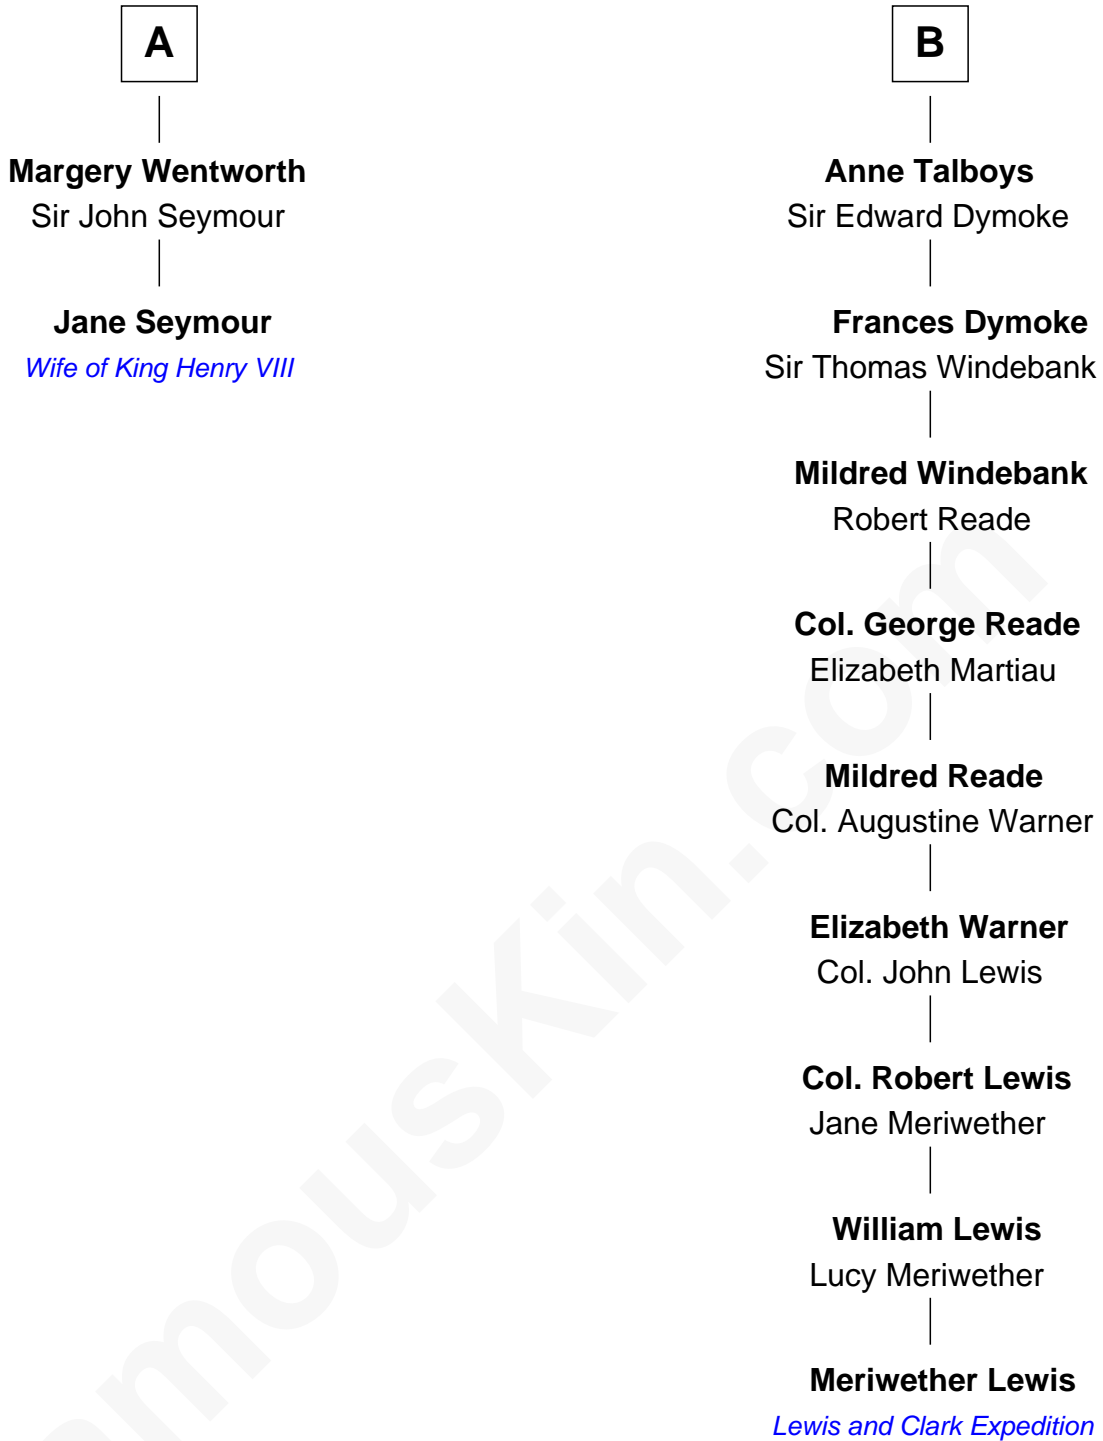 A
Margery Wentworth
Sir John Seymour
Jane Seymour
Wife of King Henry VIII
B
Anne Talboys
Sir Edward Dymoke
Frances Dymoke
Sir Thomas Windebank
Mildred Windebank
Robert Reade
Col. George Reade
Elizabeth Martiau
Mildred Reade
Col. Augustine Warner
Elizabeth Warner
Col. John Lewis
Col. Robert Lewis
Jane Meriwether
William Lewis
Lucy Meriwether
Meriwether Lewis
Lewis and Clark Expedition
amouskin.com